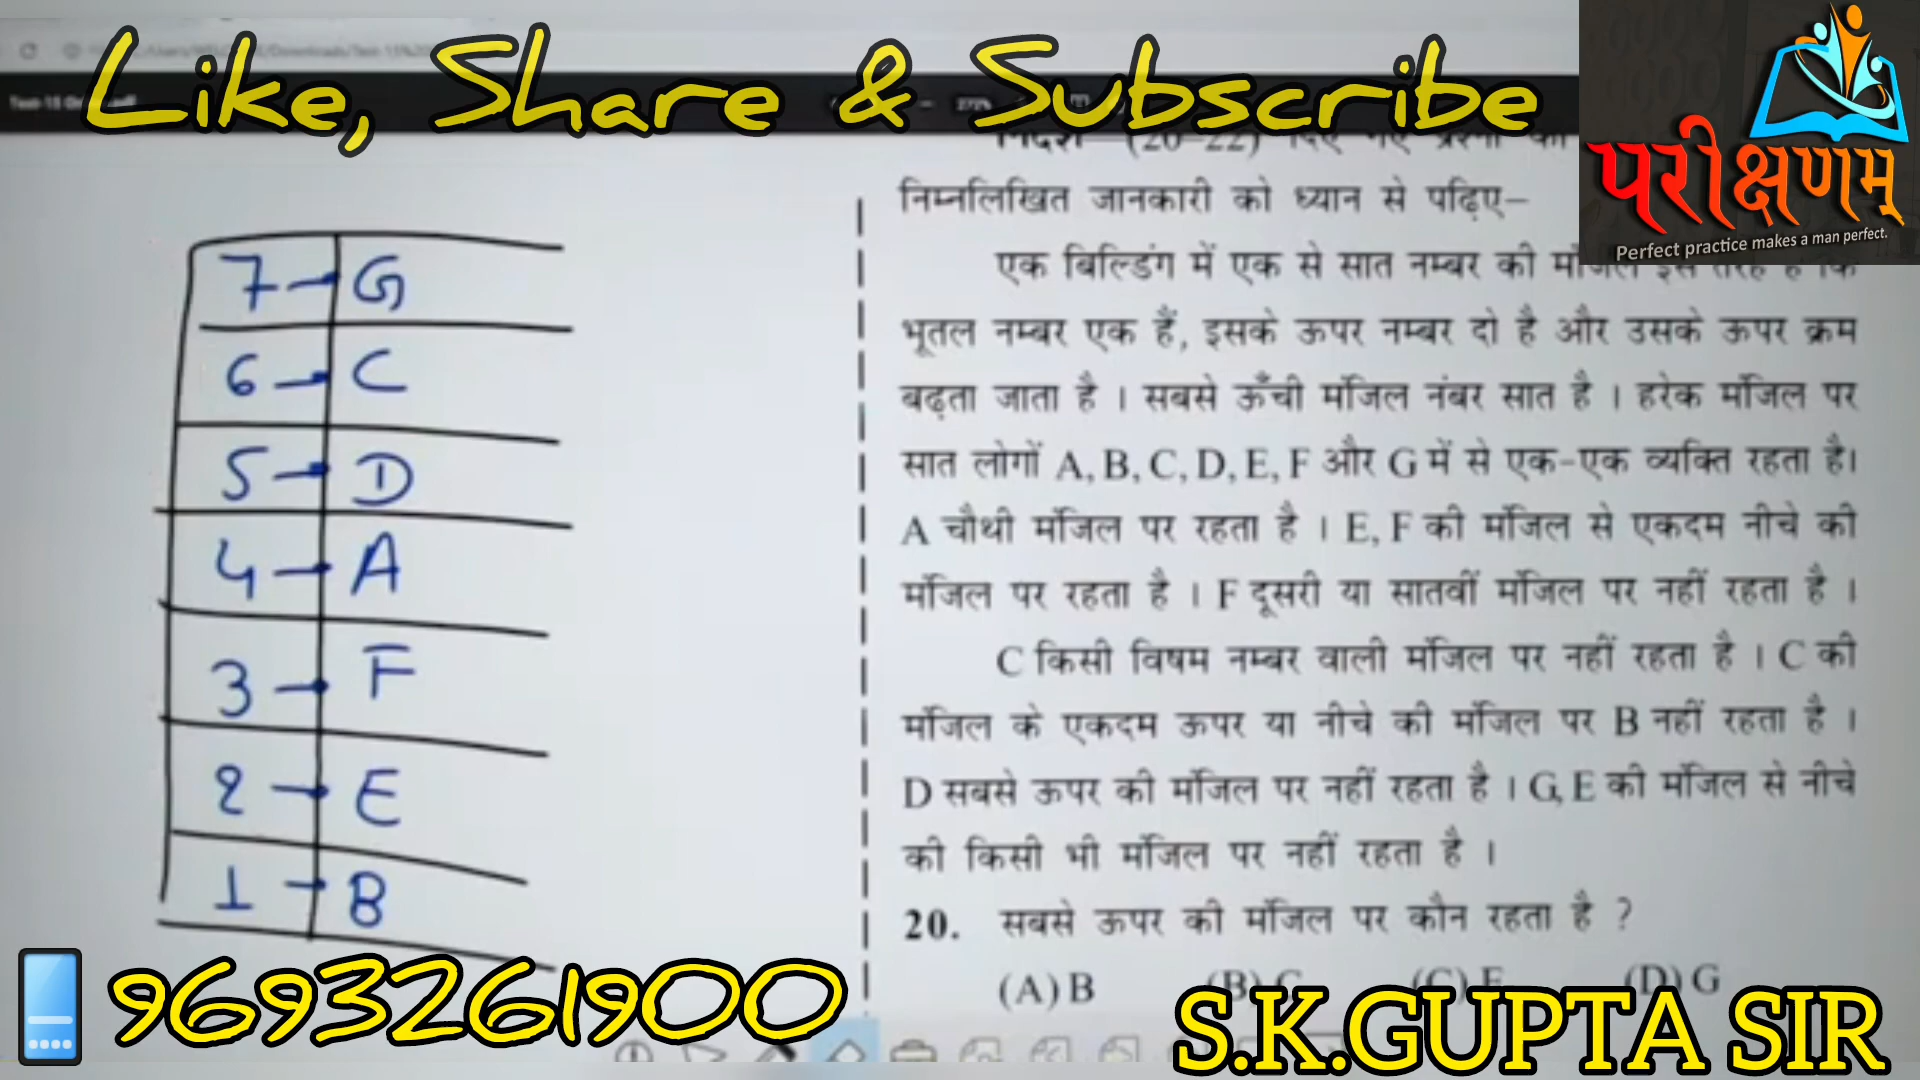 Like, Share & Subscribe
परीक्षणम्
Perfect practice makes a man perfect.
निर्देश—(20–22) दिए गए प्रश्नों
निम्नलिखित जानकारी को ध्यान से पढ़िए–
एक बिल्डिंग में एक से सात नम्बर की मंजिल इस तरह हैं कि
भूतल नम्बर एक हैं, इसके ऊपर नम्बर दो है और उसके ऊपर क्रम
बढ़ता जाता है । सबसे ऊँची मंजिल नंबर सात है । हरेक मंजिल पर
सात लोगों A, B, C, D, E, F और G में से एक-एक व्यक्ति रहता है।
A चौथी मंजिल पर रहता है । E, F की मंजिल से एकदम नीचे की
मंजिल पर रहता है । F दूसरी या सातवीं मंजिल पर नहीं रहता है ।
C किसी विषम नम्बर वाली मंजिल पर नहीं रहता है । C की
मंजिल के एकदम ऊपर या नीचे की मंजिल पर B नहीं रहता है ।
D सबसे ऊपर की मंजिल पर नहीं रहता है । G, E की मंजिल से नीचे
की किसी भी मंजिल पर नहीं रहता है ।
20. सबसे ऊपर की मंजिल पर कौन रहता है ?
(A) B (B) C (C) (D) G
7 G
6 C
5 D
4 A
3 F
2 E
1 B
9693261900
S.K.GUPTA SIR